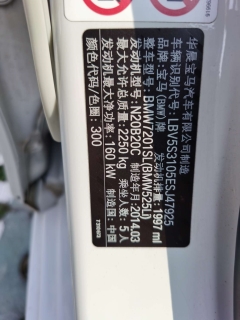 华晨宝马汽车有限公司制造
品牌：宝马 (BMW) 牌
车辆识别代号：LBV5S3105ESJ47925
整车型号：BMW7201SL(BMW525Li)
发动机型号：N20B20C 发动机排量：1997 ml
最大允许总质量：2250 kg 制造年月：2014.03
发动机最大净功率：160 kW 乘坐人数：5人
颜色代码/色圈：300 制造国：中国